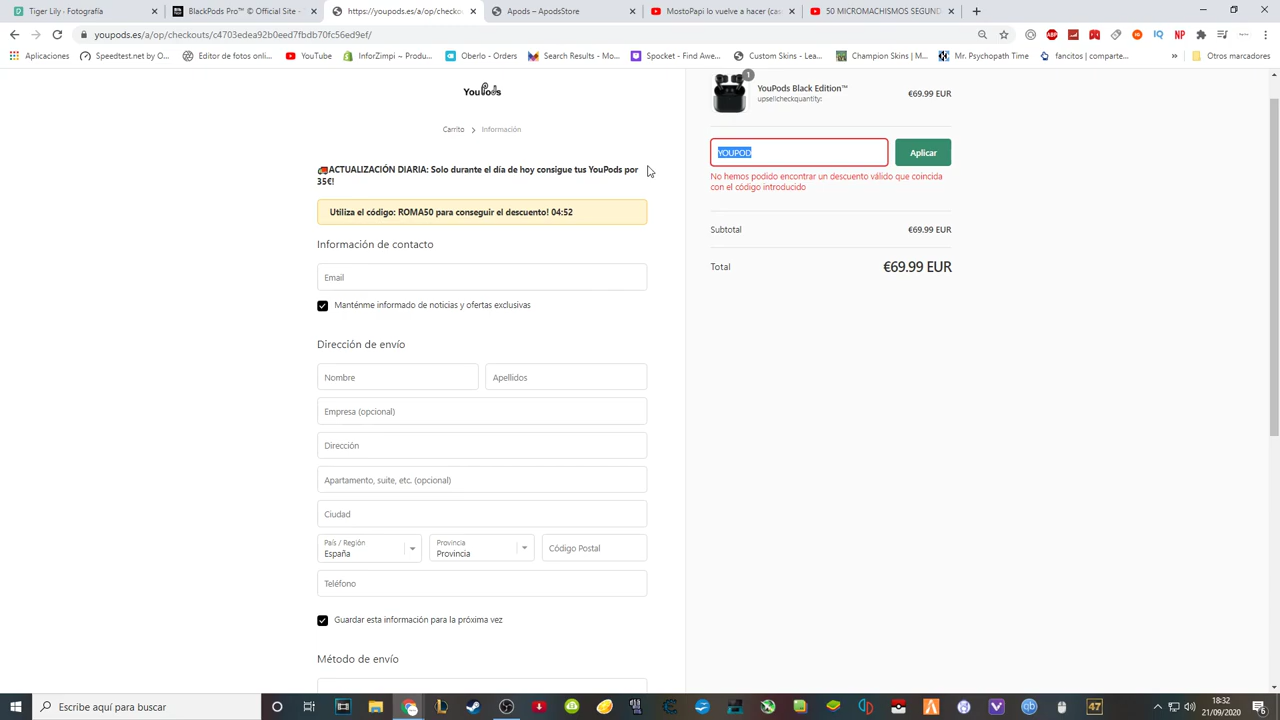 Tiger Lily - Fotografía
BlackPods Pro™ © Official Site -
https://youpods.es/a/op/checko
Apods – ApodsStore
MostoPapi lo vuelve a hacer (cam
50 MICROMACHISMOS SEGUND
youpods.es/a/op/checkouts/c4703edea92b0eed7fbdb70fc56ed9ef/
Aplicaciones
Speedtest.net by O...
Editor de fotos onli...
YouTube
InforZimpi ~ Produ...
Oberlo - Orders
Search Results - Mo...
Spocket - Find Awe...
Custom Skins - Lea...
Champion Skins | M...
Mr. Psychopath Way
fancitos | comparte...
»
Otros marcadores
YouPods
Carrito > Información
🚚ACTUALIZACIÓN DIARIA: Solo durante el día de hoy consigue tus YouPods por
35€!
Utiliza el código: ROMA50 para conseguir el descuento! 04:52
Información de contacto
Email
Manténme informado de noticias y ofertas exclusivas
Dirección de envío
Nombre
Apellidos
Empresa (opcional)
Dirección
Apartamento, suite, etc. (opcional)
Ciudad
País / Región
España
Provincia
Provincia
Código Postal
Teléfono
Guardar esta información para la próxima vez
Método de envío
1
YouPods Black Edition™
upsellcheckquantity:
€69.99 EUR
YOUPOD
Aplicar
No hemos podido encontrar un descuento válido que coincida
con el código introducido
Subtotal
€69.99 EUR
Total
€69.99 EUR
Escribe aquí para buscar
47
18:32
21/09/2020